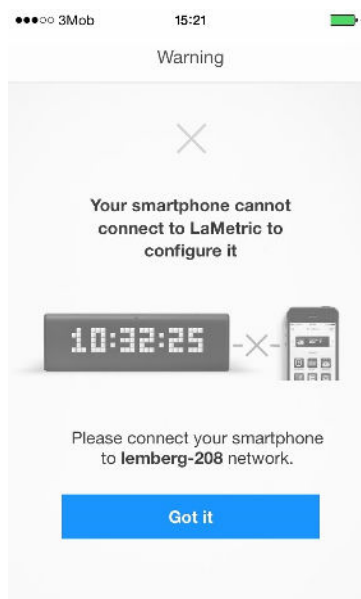 3Mob 15:21
Warning
Your smartphone cannot
connect to LaMetric to
configure it
10:32:25
Please connect your smartphone
to lemberg-208 network.
Got it